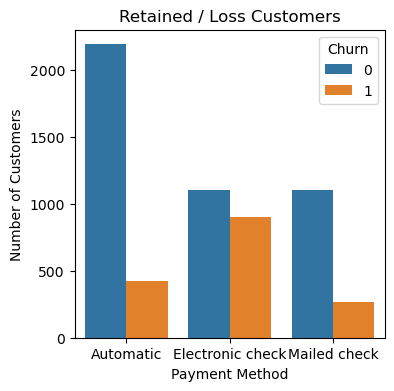 Retained / Loss Customers
Churn
0
1
Number of Customers
2000
1500
1000
500
0
Automatic Electronic check Mailed check
Payment Method